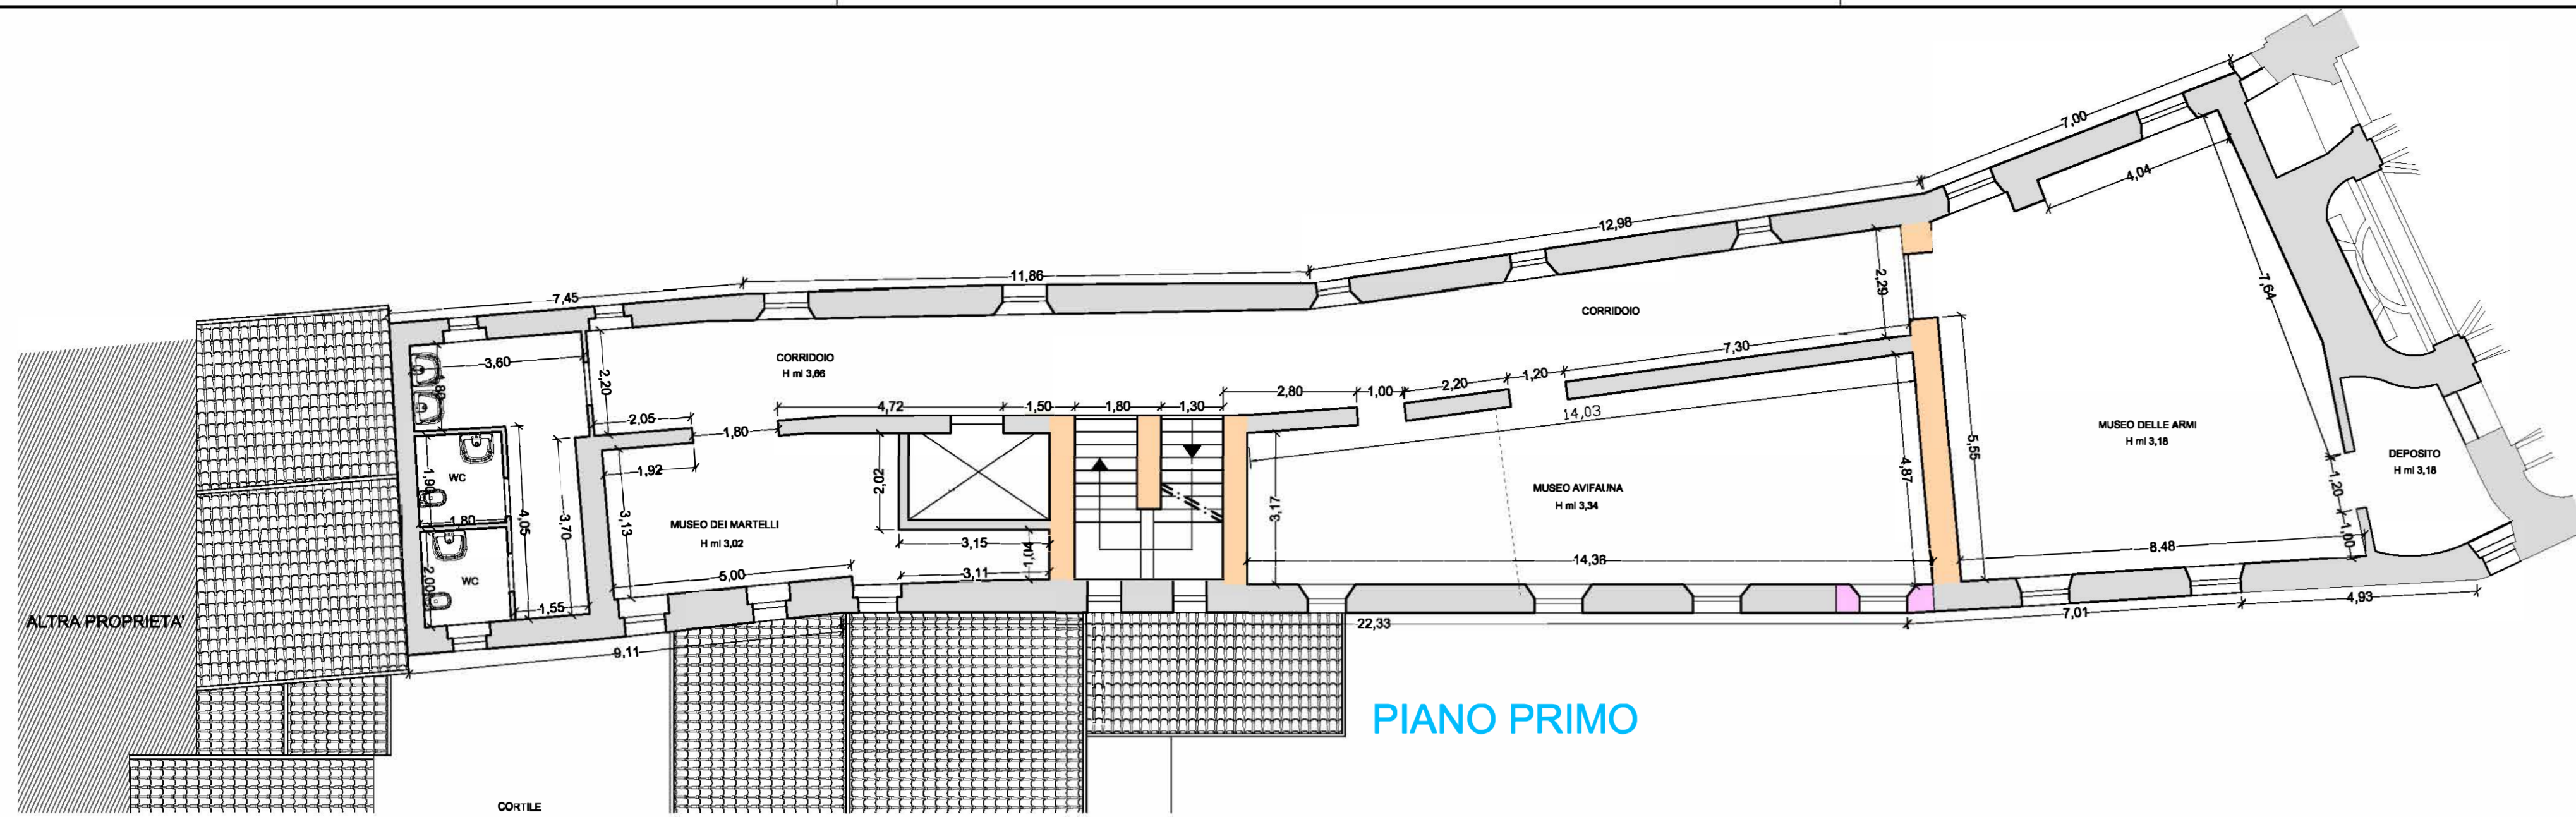 7,00
4,04
12,98
11,86
7,45
2,29
7,64
CORRIDOIO
7,30
CORRIDOIO
H ml 3,66
3,60
1,80
2,20
2,80
1,00
2,20
1,20
14,03
4,72
1,50
1,80
1,30
2,05
1,80
1,92
WC
1,90
1,80
4,05
3,70
3,13
2,02
MUSEO DEI MARTELLI
H ml 3,02
3,15
1,04
3,11
5,00
3,17
MUSEO AVIFAUNA
H ml 3,34
4,87
5,55
MUSEO DELLE ARMI
H ml 3,18
DEPOSITO
H ml 3,18
1,20
1,00
8,48
14,36
WC
2,00
1,55
ALTRA PROPRIETA'
9,11
22,33
7,01
4,93
PIANO PRIMO
CORTILE